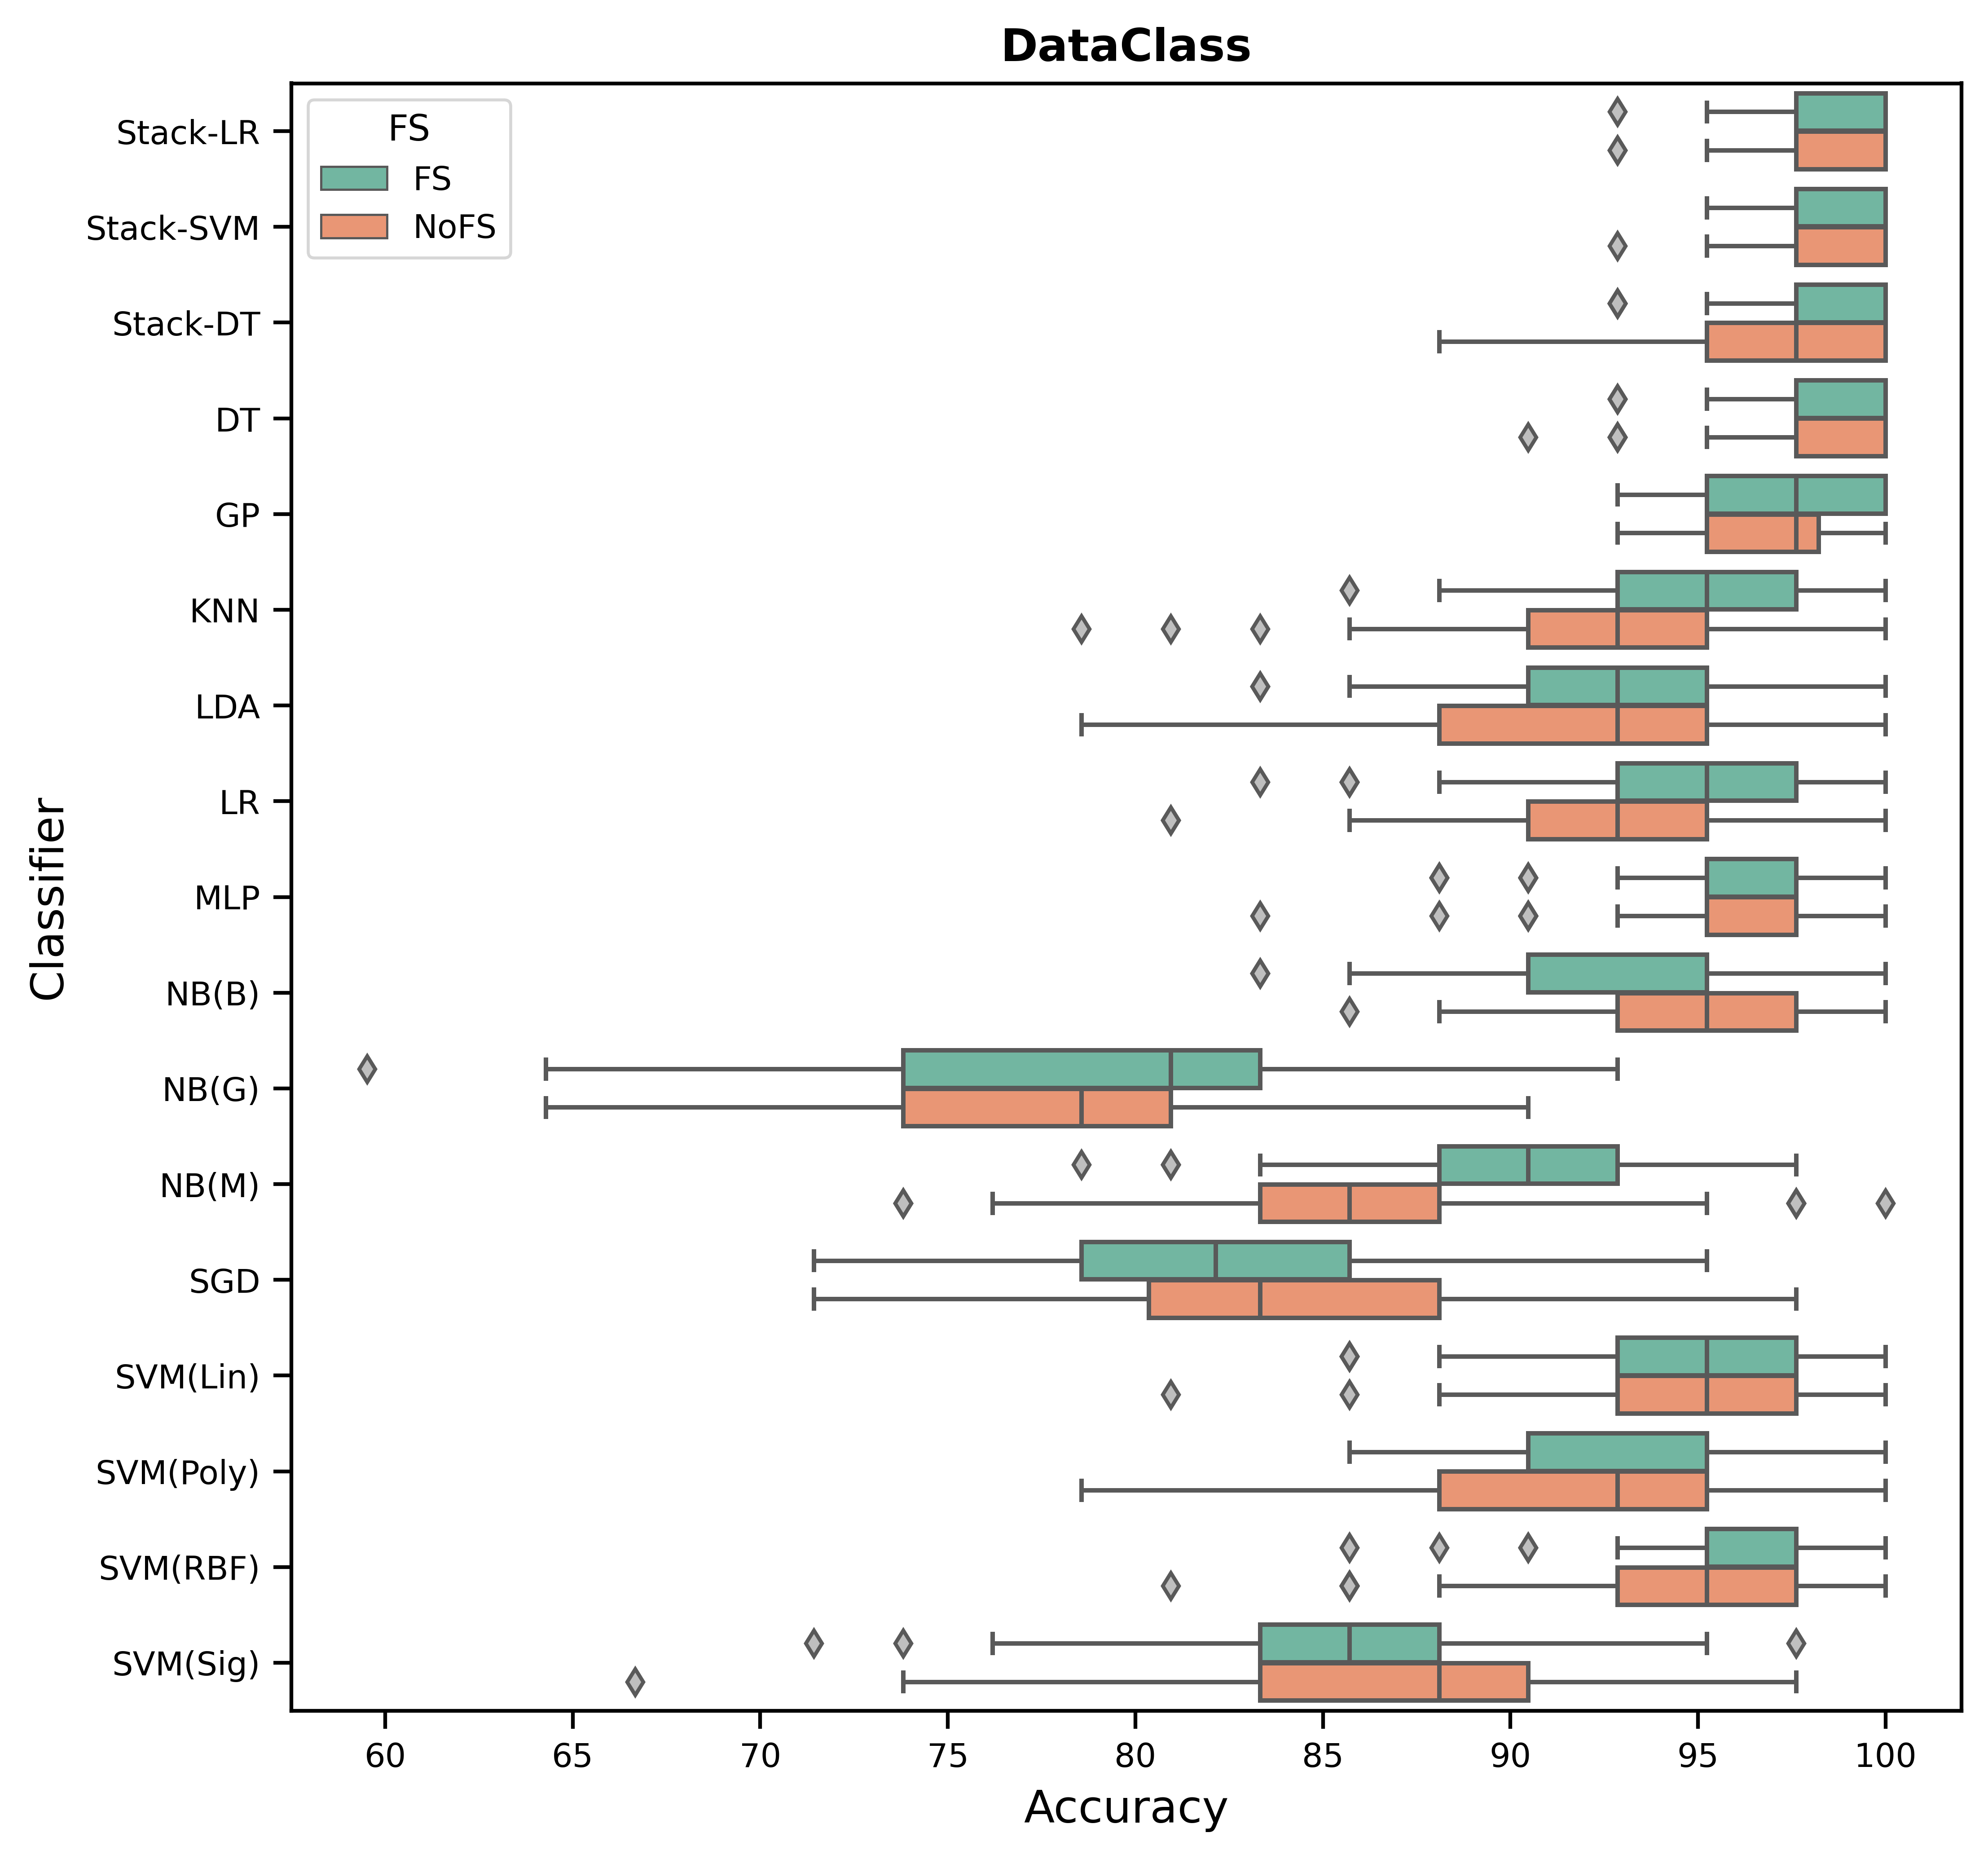 DataClass
FS
FS
NoFS
Stack-LR
Stack-SVM
Stack-DT
DT
GP
KNN
LDA
LR
MLP
NB(B)
NB(G)
NB(M)
SGD
SVM(Lin)
SVM(Poly)
SVM(RBF)
SVM(Sig)
Classifier
60 65 70 75 80 85 90 95 100
Accuracy